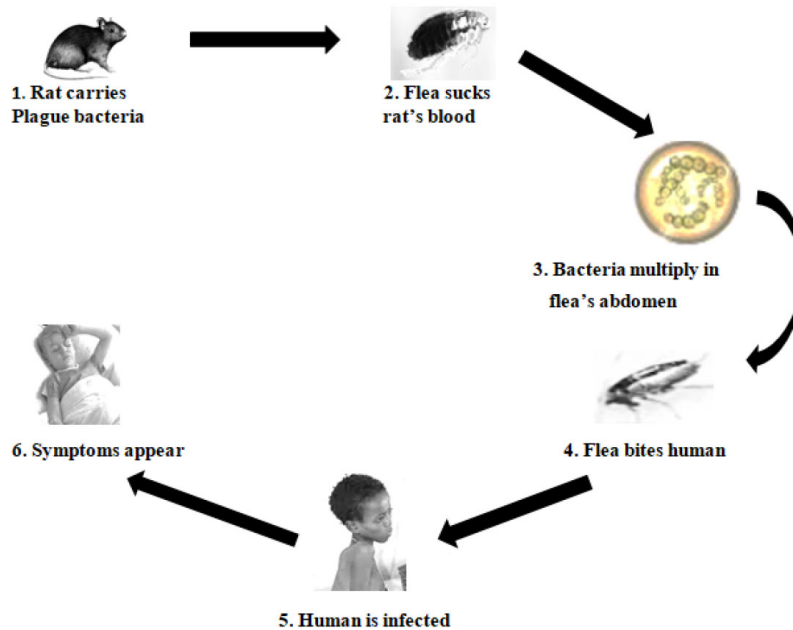 1. Rat carries
Plague bacteria
2. Flea sucks
rat's blood
3. Bacteria multiply in
flea's abdomen
4. Flea bites human
5. Human is infected
6. Symptoms appear